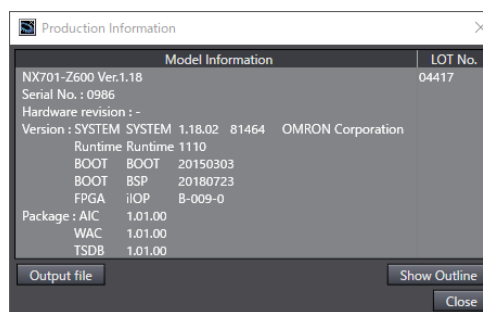 Production Information
Model Information LOT No.
NX701-Z600 Ver.1.18 04417
Serial No. : 0986
Hardware revision : -
Version : SYSTEM SYSTEM 1.18.02 81464 OMRON Corporation
Runtime Runtime 1110
BOOT BOOT 20150303
BOOT BSP 20180723
FPGA ilOP B-009-0
Package : AIC 1.01.00
WAC 1.01.00
TSDB 1.01.00
Output file Show Outline
Close